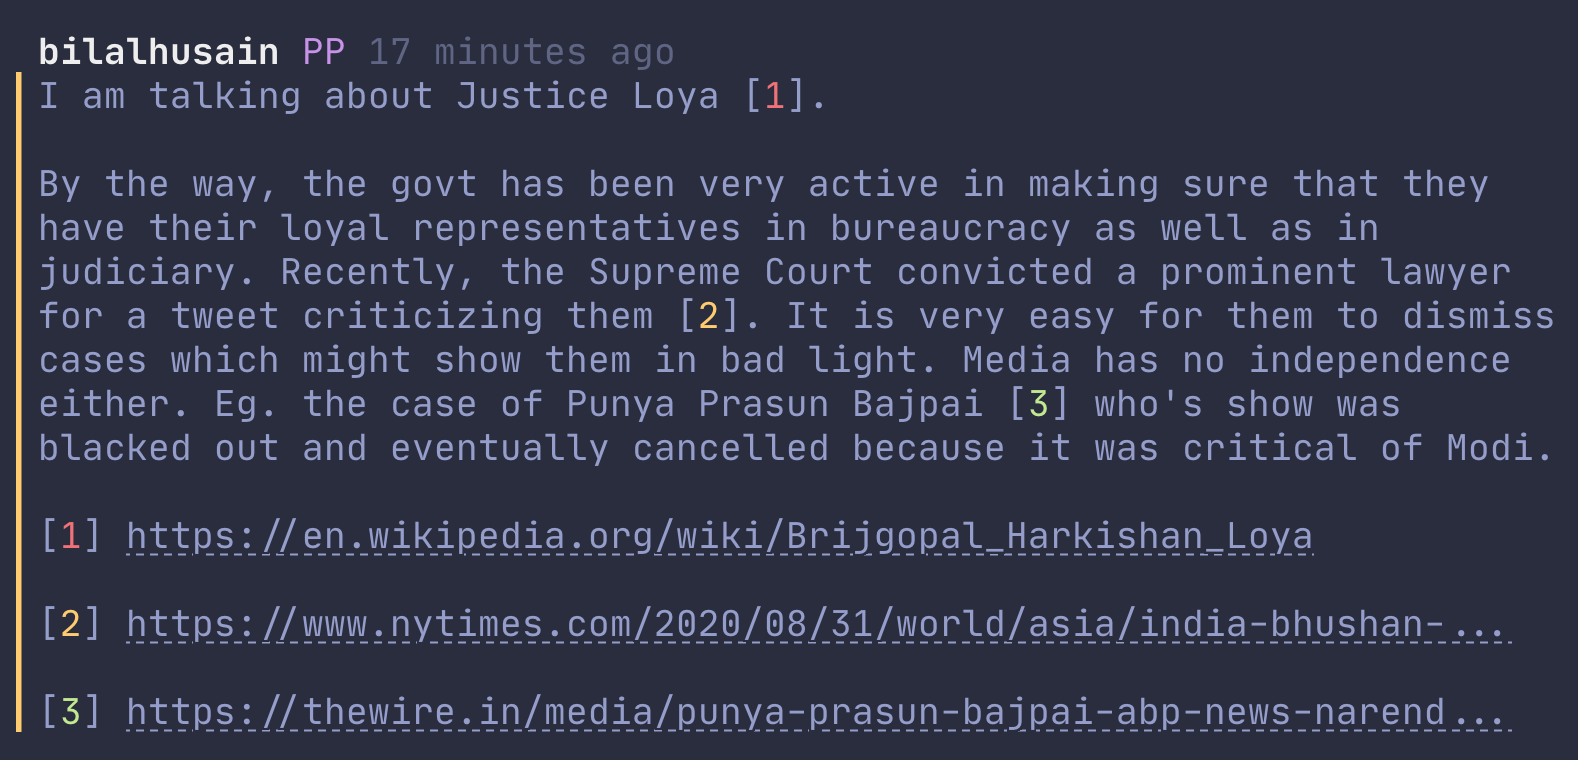 bilalhusain PP 17 minutes ago
I am talking about Justice Loya [1].
By the way, the govt has been very active in making sure that they
have their loyal representatives in bureaucracy as well as in
judiciary. Recently, the Supreme Court convicted a prominent lawyer
for a tweet criticizing them [2]. It is very easy for them to dismiss
cases which might show them in bad light. Media has no independence
either. Eg. the case of Punya Prasun Bajpai [3] who's show was
blacked out and eventually cancelled because it was critical of Modi.
[1] https://en.wikipedia.org/wiki/Brijgopal_Harkishan_Loya
[2] https://www.nytimes.com/2020/08/31/world/asia/india-bhushan-...
[3] https://thewire.in/media/punya-prasun-bajpai-abp-news-narend...